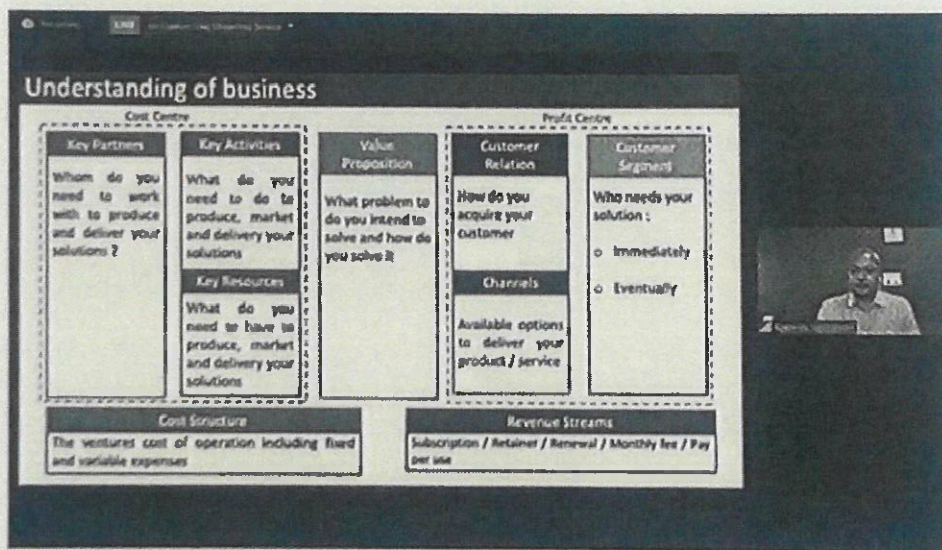 LIVE
Understanding of business
Cost Centre
Profit Centre
Key Partners
Whom do you
need to work
with to produce
and deliver your
solutions ?
Key Activities
What do you
need to do to
produce, market
and delivery your
solutions
Key Resources
What do you
need to have to
produce, market
and delivery your
solutions
Value
Proposition
What problem to
do you intend to
solve and how do
you solve it
Customer
Relation
How do you
acquire your
customer
Channels
Available options
to deliver your
product / service
Customer
Segment
Who needs your
solution :
o Immediately
o Eventually
Cost Structure
The ventures cost of operation including fixed
and variable expenses
Revenue Streams
Subscription / Retainer / Renewal / Monthly fee / Pay
per use